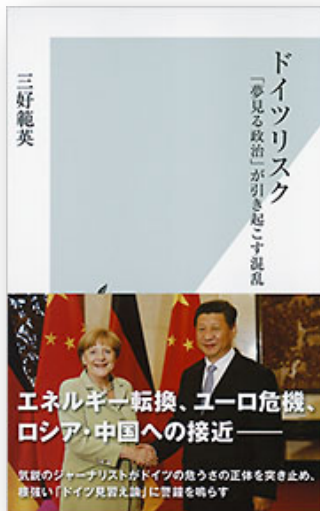 ドイツリスク
「夢見る政治」が引き起こす混乱
三好範英
エネルギー転換、ユーロ危機、
ロシア・中国への接近――
気鋭のジャーナリストがドイツの危うさの正体を突き止め、
根強い「ドイツ見習え論」に警鐘を鳴らす